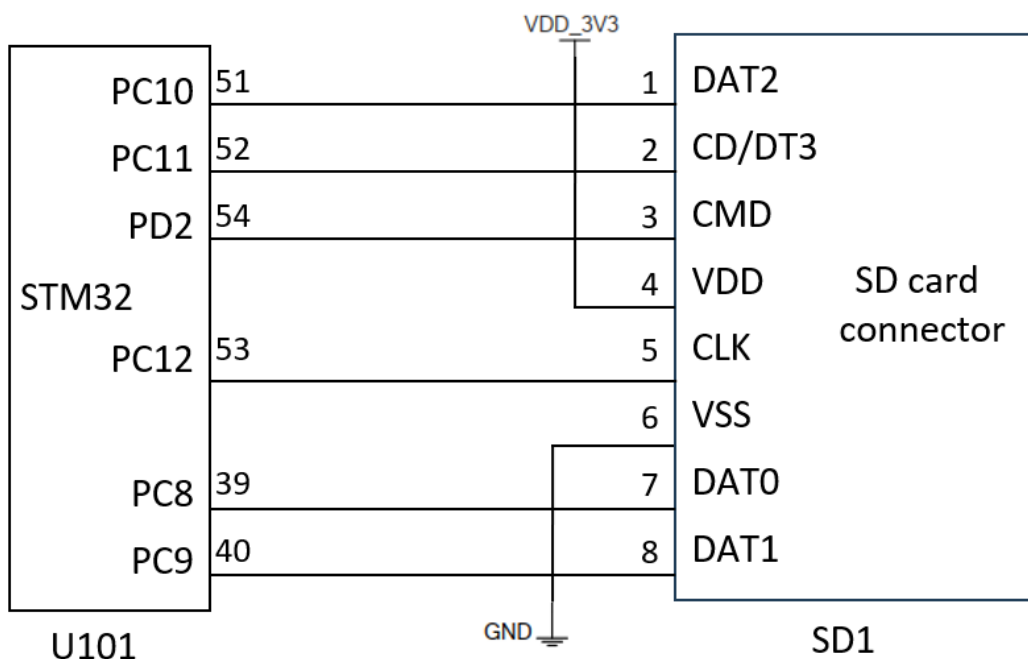 VDD_3V3
PC10 51 1 DAT2
PC11 52 2 CD/DT3
PD2 54 3 CMD
STM32 4 VDD SD card
connector
PC12 53 5 CLK
6 VSS
PC8 39 7 DAT0
PC9 40 8 DAT1
GND
U101 SD1